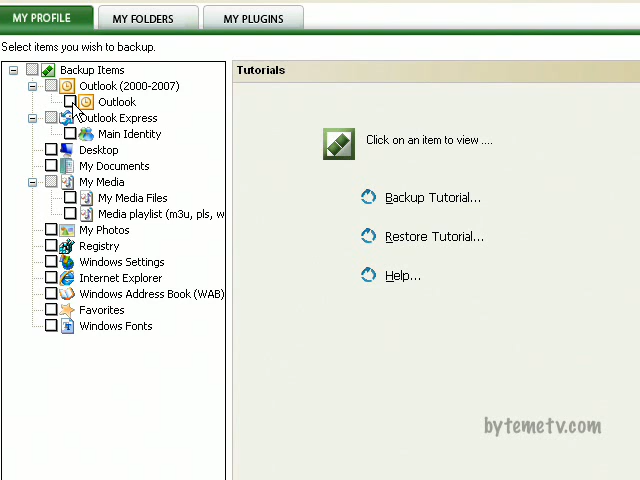 MY PROFILE
MY FOLDERS
MY PLUGINS
Select items you wish to backup.
Backup Items
Outlook (2000-2007)
Outlook
Outlook Express
Main Identity
Desktop
My Documents
My Media
My Media Files
Media playlist (m3u, pls, w
My Photos
Registry
Windows Settings
Internet Explorer
Windows Address Book (WAB)
Favorites
Windows Fonts
Tutorials
Click on an item to view ....
Backup Tutorial...
Restore Tutorial...
Help...
bytemetv.com